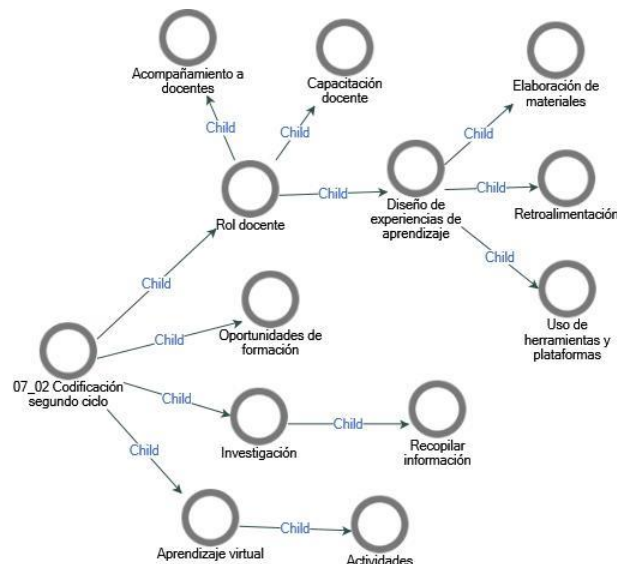 Acompañamiento a
docentes
Capacitación
docente
Elaboración de
materiales
Child
Child
Child
Rol docente
Child
Diseño de
experiencias de
aprendizaje
Child
Retroalimentación
Child
Child
Uso de
herramientas y
plataformas
Oportunidades de
formación
Child
07_02 Codificación
segundo ciclo
Child
Investigación
Child
Recopilar
información
Child
Aprendizaje virtual
Child
Actividades